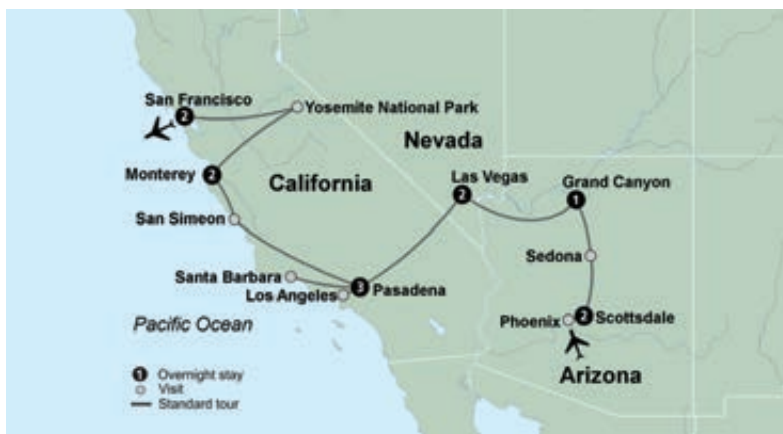 San Francisco
2
Yosemite National Park
Nevada
Monterey
2
California
Las Vegas
2
Grand Canyon
1
San Simeon
Sedona
Santa Barbara
Los Angeles
3
Pasadena
Pacific Ocean
Phoenix
2
Scottsdale
Arizona
1 Overnight stay
Visit
Standard tour